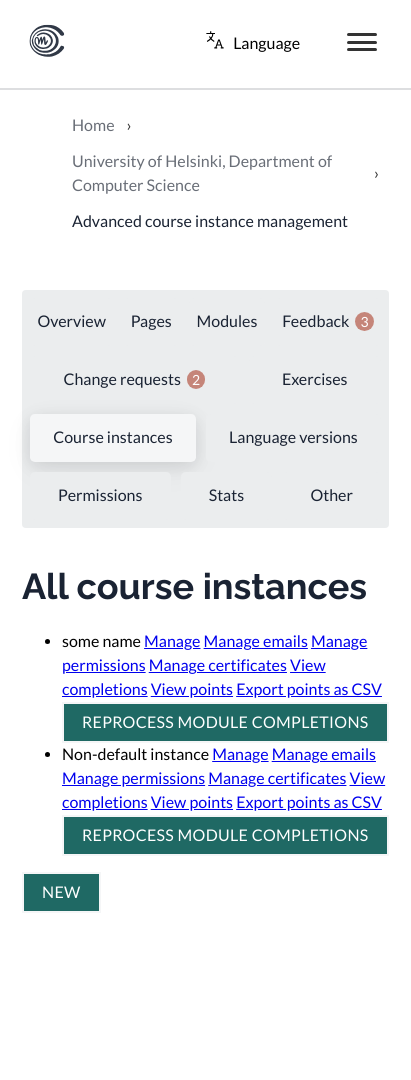 Language
Home ›
University of Helsinki, Department of
Computer Science ›
Advanced course instance management
Overview Pages Modules Feedback 3
Change requests 2 Exercises
Course instances Language versions
Permissions Stats Other
All course instances
• some name Manage Manage emails Manage
permissions Manage certificates View
completions View points Export points as CSV
REPROCESS MODULE COMPLETIONS
• Non-default instance Manage Manage emails
Manage permissions Manage certificates View
completions View points Export points as CSV
REPROCESS MODULE COMPLETIONS
NEW